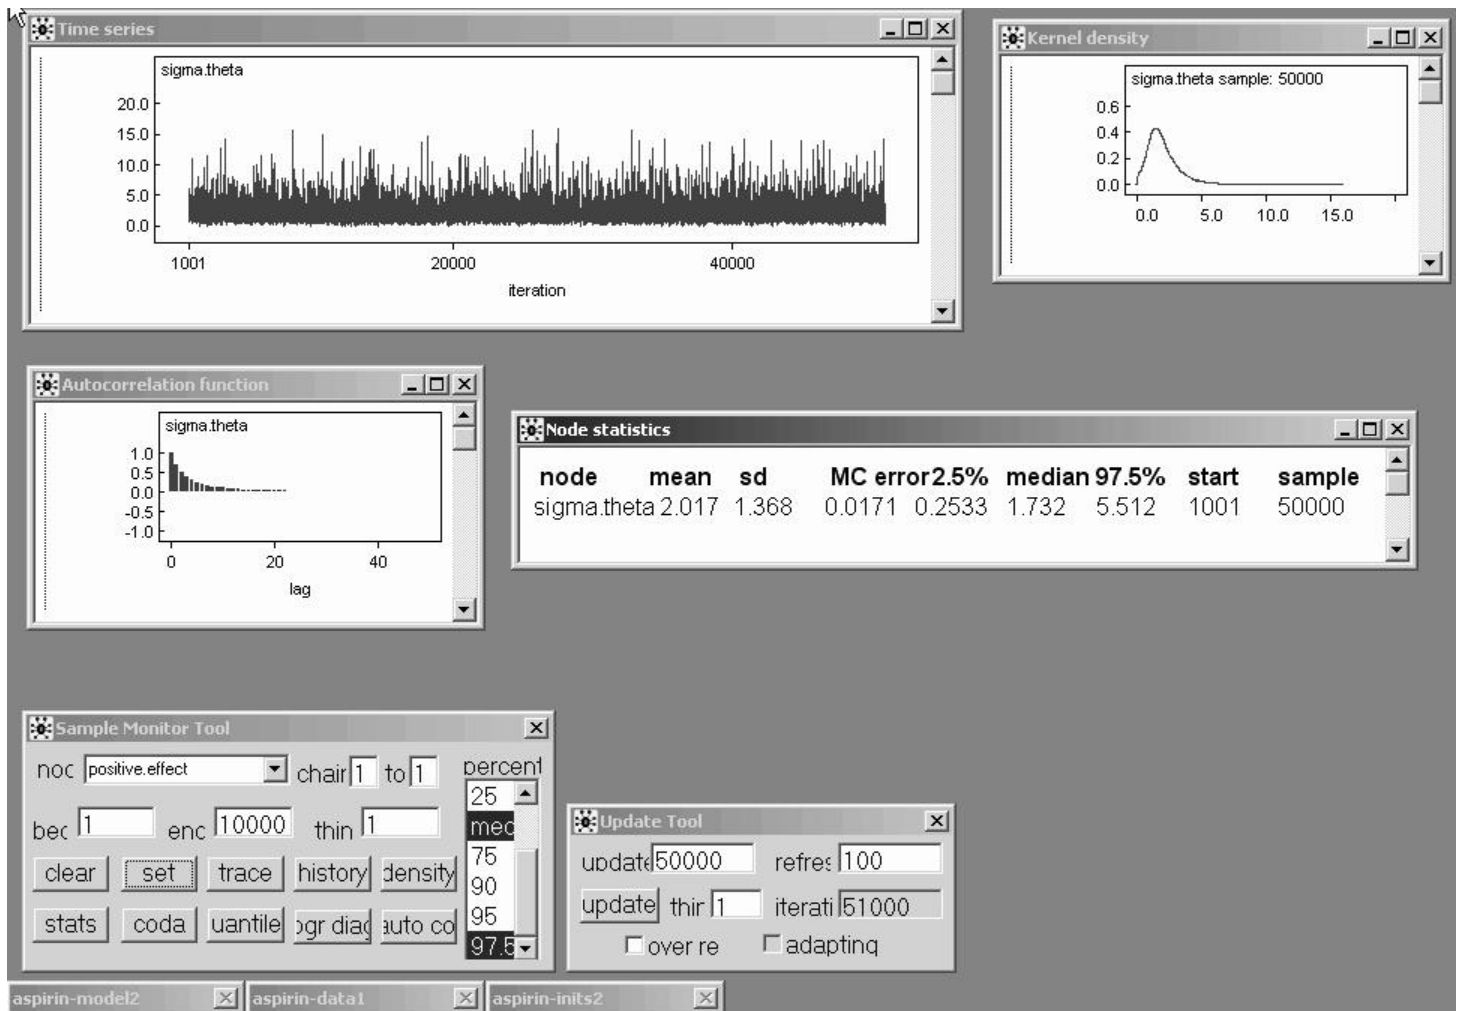 Time series
sigma.theta
20.0
15.0
10.0
5.0
0.0
1001 20000 40000
iteration
Kernel density
sigma.theta sample: 50000
0.6
0.4
0.2
0.0
0.0 5.0 10.0 15.0
Autocorrelation function
sigma.theta
1.0
0.5
0.0
-0.5
-1.0
0 20 40
lag
Node statistics
node mean sd MC error 2.5% median 97.5% start sample
sigma.theta 2.017 1.368 0.0171 0.2533 1.732 5.512 1001 50000
Sample Monitor Tool
noc positive.effect chair 1 to 1 percent
25
bec 1 enc 10000 thin 1 med
75
clear set trace history density
90
stats coda uantile ogr diag auto co
95
97.5
Update Tool
update 50000 refres 100
update thir 1 iterati 51000
over re adapting
aspirin-model2 aspirin-data1 aspirin-inits2